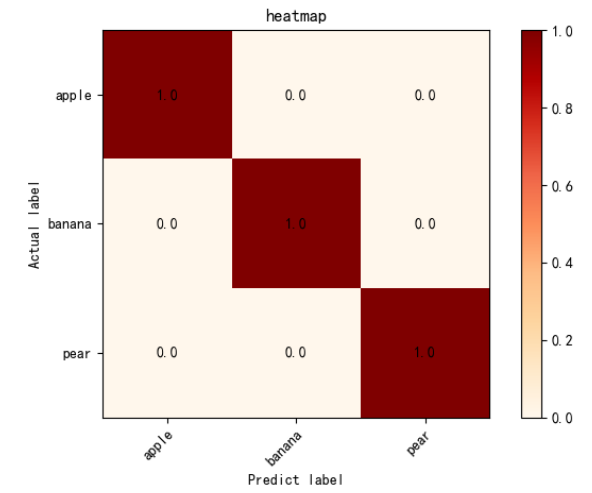 heatmap
1.0
apple
1.0 0.0 0.0
0.8
0.6
Actual label
banana
0.0 1.0 0.0
0.4
0.2
pear
0.0 0.0 1.0
0.0
apple banana pear
Predict label